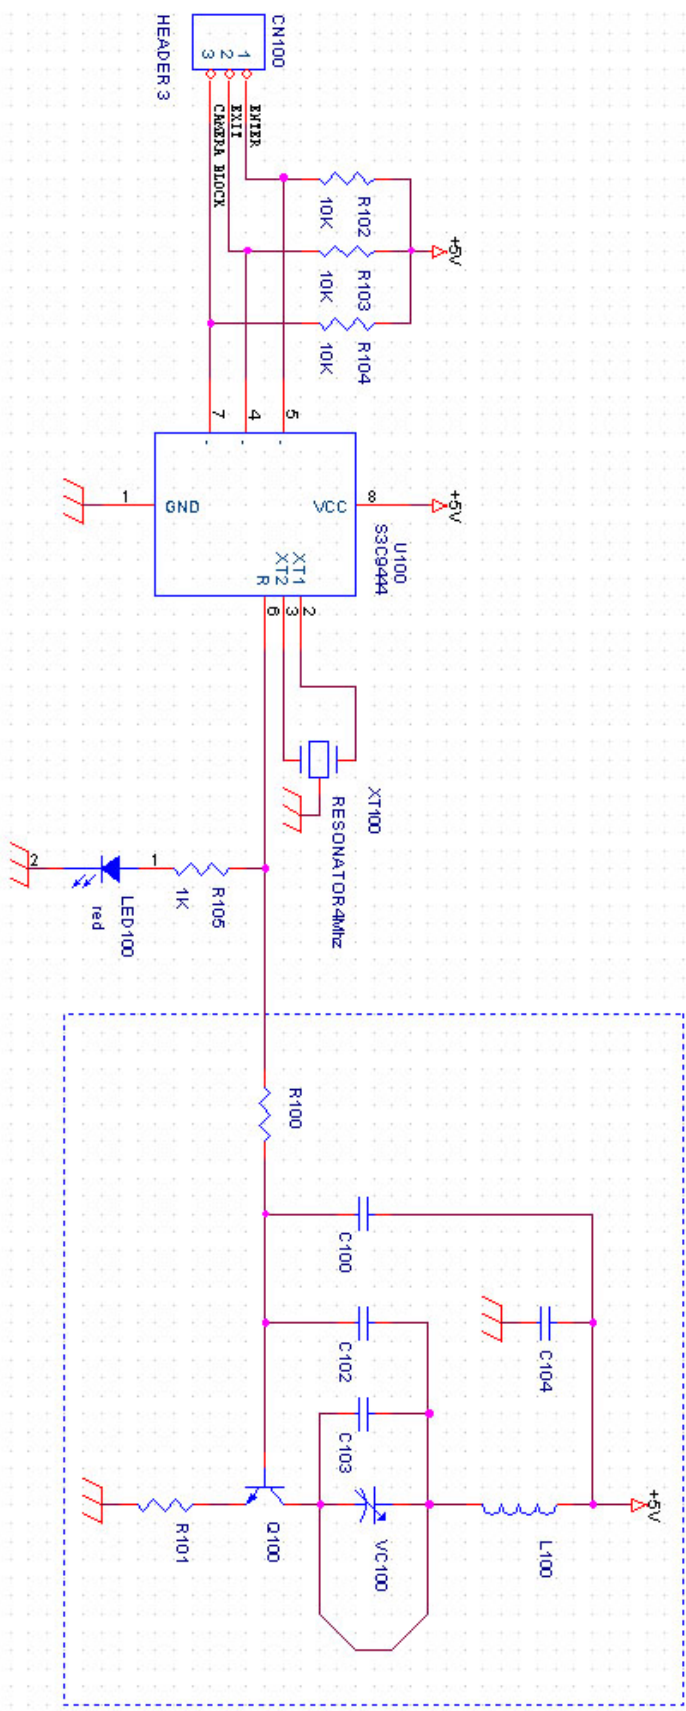 CN100
1
2
3
HEADER 3
ENTER
EXIT
CAMERA BLOCK
+5V
R102
10K
R103
10K
R104
10K
5
4
7
-
-
-
1
GND
VCC
8
+5V
U100
S3C9444
XT1
XT2
R
2
3
6
XT100
RESONATOR4Mhz
R105
1K
1
2
LED100
red
R100
C100
C102
C103
C104
+5V
L100
VC100
Q100
R101